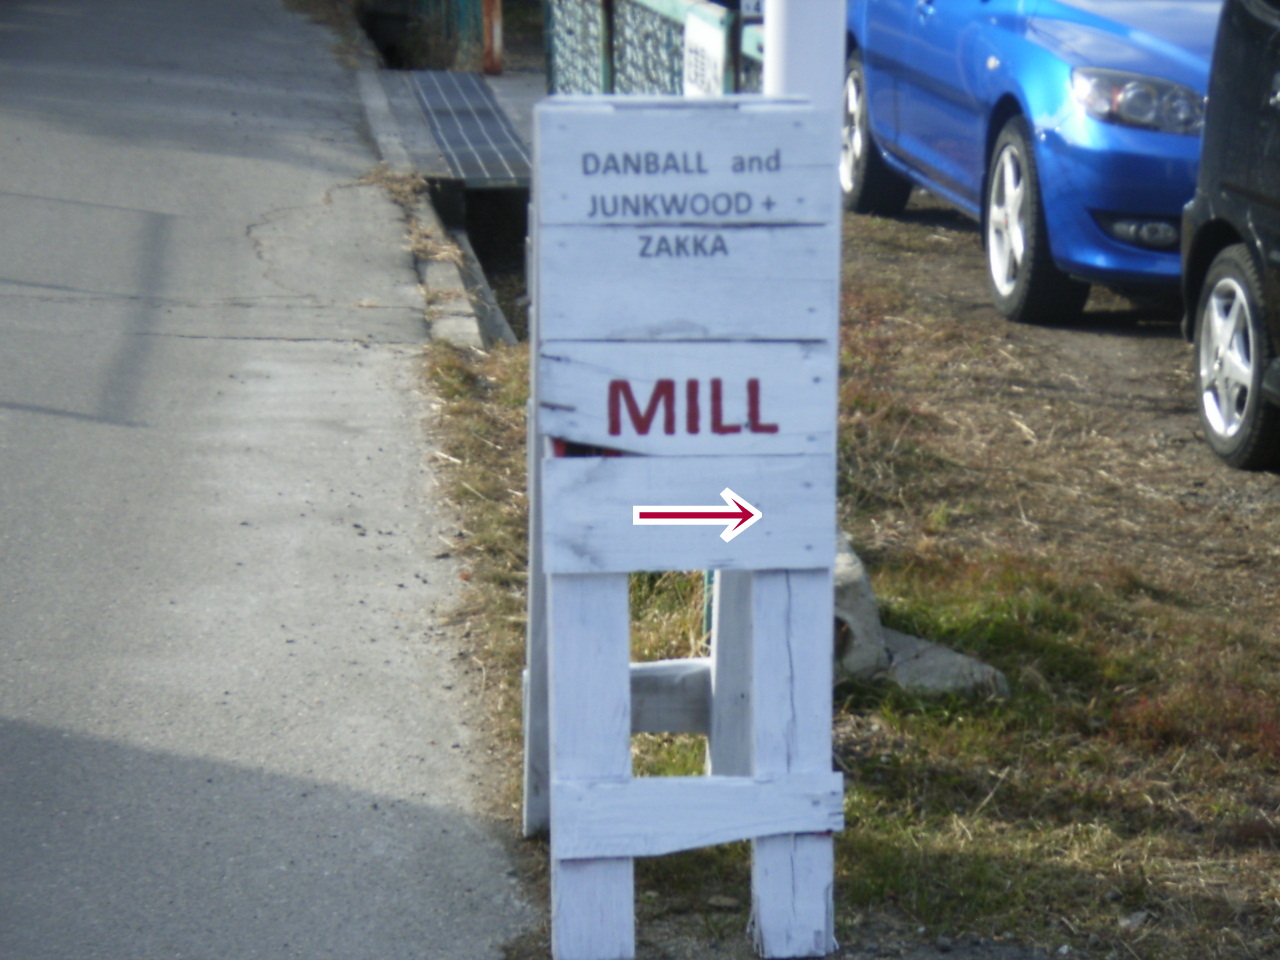 DANBALL and
JUNKWOOD +
ZAKKA
MILL